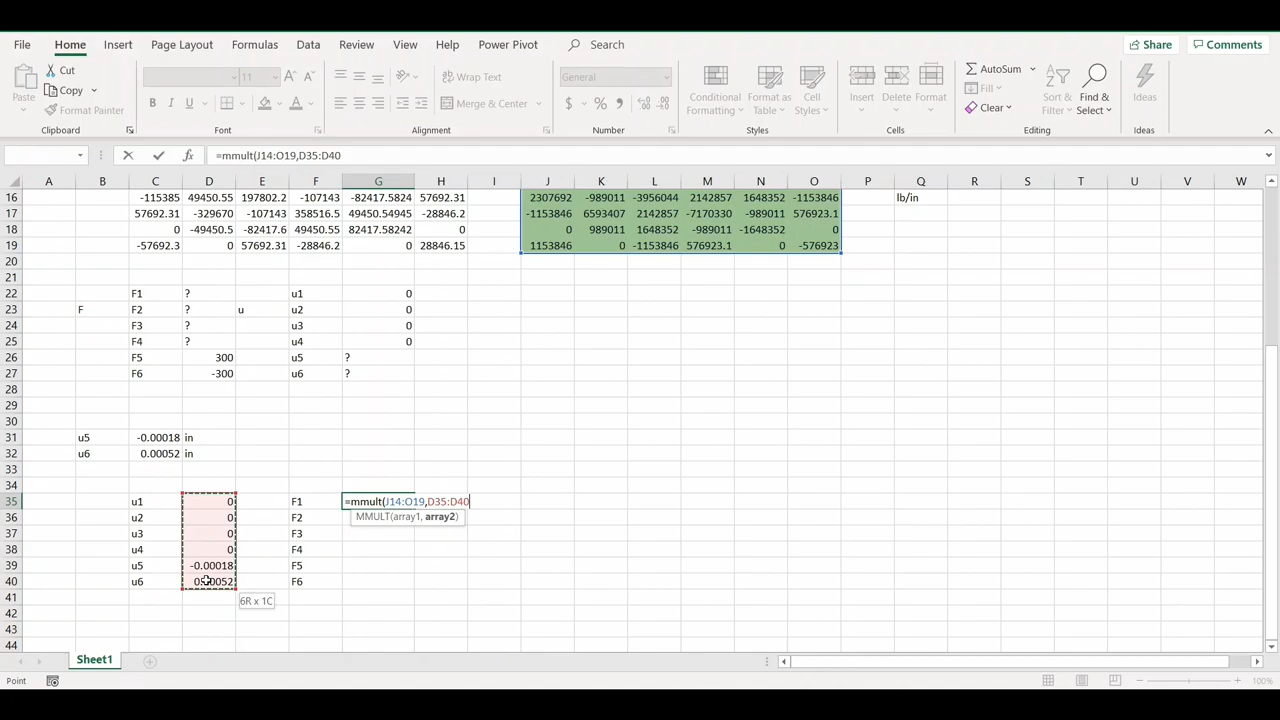 File Home Insert Page Layout Formulas Data Review View Help Power Pivot Search Share Comments
Cut
Copy
Format Painter
Paste
11
Wrap Text
Merge & Center
General
Conditional Formatting
Format as Table
Cell Styles
Insert Delete Format
AutoSum
Fill
Clear
Sort & Filter
Find & Select
Ideas
Clipboard Font Alignment Number Styles Cells Editing Ideas
=mmult(J14:O19,D35:D40
A B C D E F G H I J K L M N O P Q R S T U V W
16 -115385 49450.55 197802.2 -107143 -82417.5824 57692.31 2307692 -989011 -3956044 2142857 1648352 -1153846 lb/in
17 57692.31 -329670 -107143 358516.5 49450.54945 -28846.2 -1153846 6593407 2142857 -7170330 -989011 576923.1
18 0 -49450.5 -82417.6 49450.55 82417.58242 0 0 989011 1648352 -989011 -1648352 0
19 -57692.3 0 57692.31 -28846.2 0 28846.15 1153846 0 -1153846 576923.1 0 -576923
20
21
22 F1 ? u1 0
23 F F2 ? u u2 0
24 F3 ? u3 0
25 F4 ? u4 0
26 F5 300 u5 ?
27 F6 -300 u6 ?
28
29
30
31 u5 -0.00018 in
32 u6 0.00052 in
33
34
35 u1 0 F1 =mmult(J14:O19,D35:D40
36 u2 0 F2 MMULT(array1, array2)
37 u3 0 F3
38 u4 0 F4
39 u5 -0.00018 F5
40 u6 0.00052 F6
41 6R x 1C
42
43
44
Sheet1
Point 100%